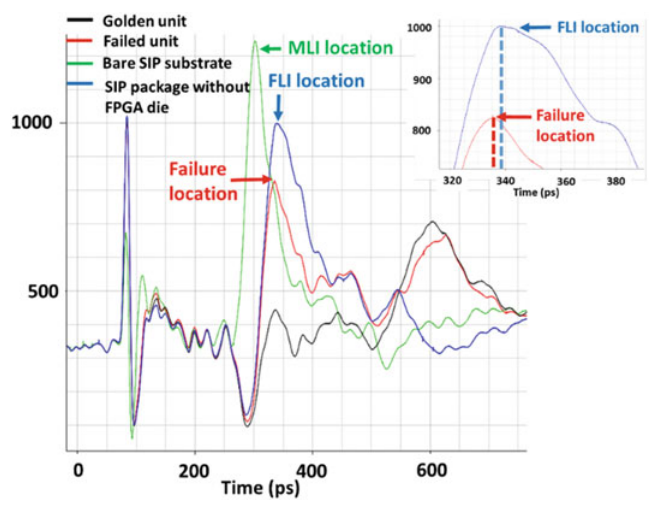 Golden unit
Failed unit
Bare SIP substrate
SIP package without
FPGA die
MLI location
FLI location
Failure
location
1000
500
0
200
400
600
Time (ps)
1000
900
800
FLI location
Failure
location
320
340
360
380
Time (ps)